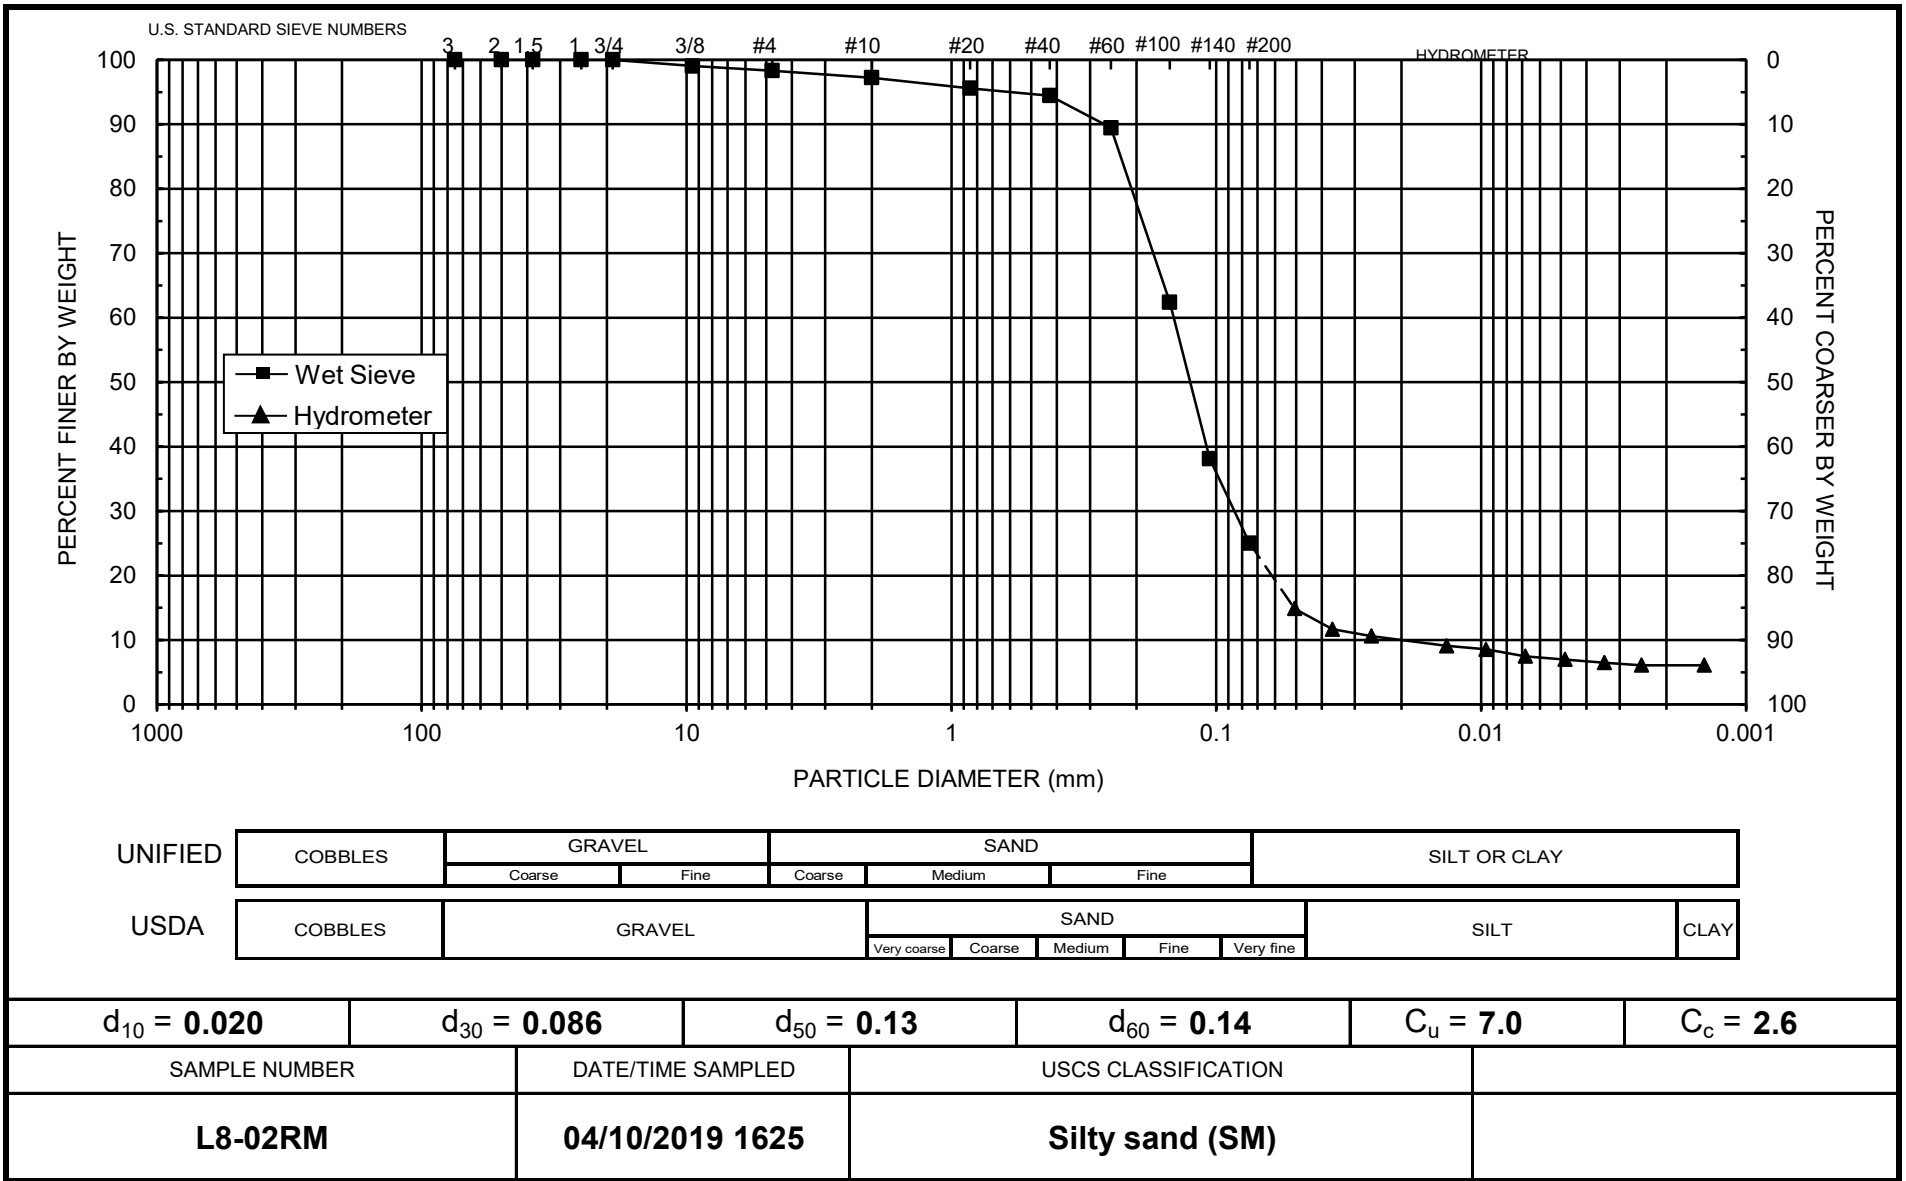 U.S. STANDARD SIEVE NUMBERS
3 2 1.5 1 3/4 3/8 #4 #10 #20 #40 #60 #100 #140 #200
HYDROMETER
100 0
90 10
80 20
70 30
60 40
50 50
40 60
30 70
20 80
10 90
0 100
PERCENT FINER BY WEIGHT
PERCENT COARSER BY WEIGHT
Wet Sieve
Hydrometer
1000 100 10 1 0.1 0.01 0.001
PARTICLE DIAMETER (mm)
UNIFIED
COBBLES GRAVEL SAND SILT OR CLAY
Coarse Fine Coarse Medium Fine
USDA
COBBLES GRAVEL SAND SILT CLAY
Very coarse Coarse Medium Fine Very fine
d10 = 0.020 d30 = 0.086 d50 = 0.13 d60 = 0.14 Cu = 7.0 Cc = 2.6
SAMPLE NUMBER DATE/TIME SAMPLED USCS CLASSIFICATION
L8-02RM 04/10/2019 1625 Silty sand (SM)